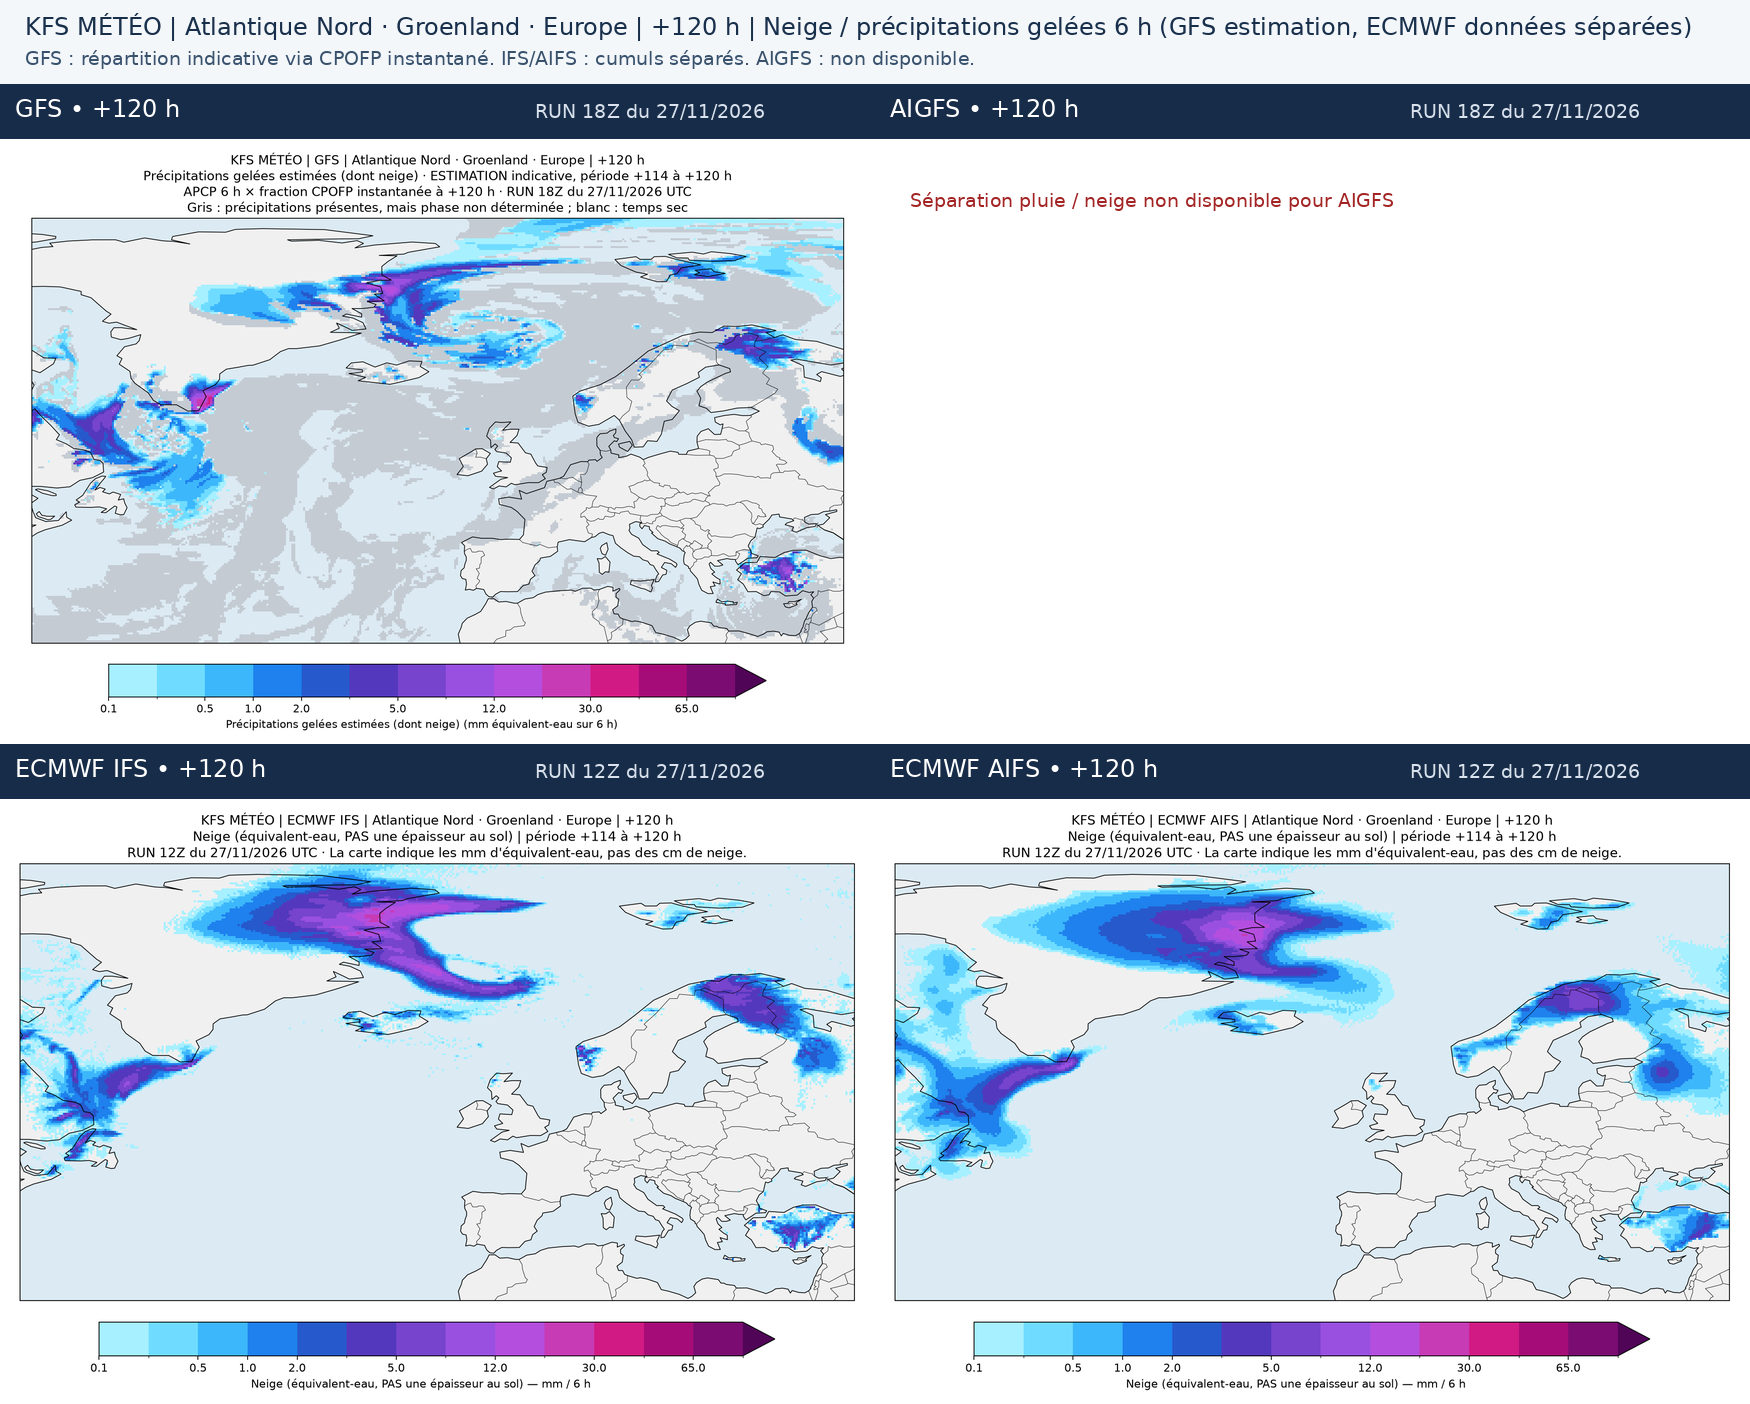 KFS MÉTÉO | Atlantique Nord · Groenland · Europe | +120 h | Neige / précipitations gelées 6 h (GFS estimation, ECMWF données séparées)
GFS : répartition indicative via CPOFP instantané. IFS/AIFS : cumuls séparés. AIGFS : non disponible.
GFS • +120 h
RUN 18Z du 27/11/2026
AIGFS • +120 h
RUN 18Z du 27/11/2026
KFS MÉTÉO | GFS | Atlantique Nord · Groenland · Europe | +120 h
Précipitations gelées estimées (dont neige) · ESTIMATION indicative, période +114 à +120 h
APCP 6 h × fraction CPOFP instantanée à +120 h · RUN 18Z du 27/11/2026 UTC
Gris : précipitations présentes, mais phase non déterminée ; blanc : temps sec
Séparation pluie / neige non disponible pour AIGFS
0.1 0.5 1.0 2.0 5.0 12.0 30.0 65.0
Précipitations gelées estimées (dont neige) (mm équivalent-eau sur 6 h)
ECMWF IFS • +120 h
RUN 12Z du 27/11/2026
ECMWF AIFS • +120 h
RUN 12Z du 27/11/2026
KFS MÉTÉO | ECMWF IFS | Atlantique Nord · Groenland · Europe | +120 h
Neige (équivalent-eau, PAS une épaisseur au sol) | période +114 à +120 h
RUN 12Z du 27/11/2026 UTC · La carte indique les mm d'équivalent-eau, pas des cm de neige.
KFS MÉTÉO | ECMWF AIFS | Atlantique Nord · Groenland · Europe | +120 h
Neige (équivalent-eau, PAS une épaisseur au sol) | période +114 à +120 h
RUN 12Z du 27/11/2026 UTC · La carte indique les mm d'équivalent-eau, pas des cm de neige.
0.1 0.5 1.0 2.0 5.0 12.0 30.0 65.0
Neige (équivalent-eau, PAS une épaisseur au sol) — mm / 6 h
0.1 0.5 1.0 2.0 5.0 12.0 30.0 65.0
Neige (équivalent-eau, PAS une épaisseur au sol) — mm / 6 h